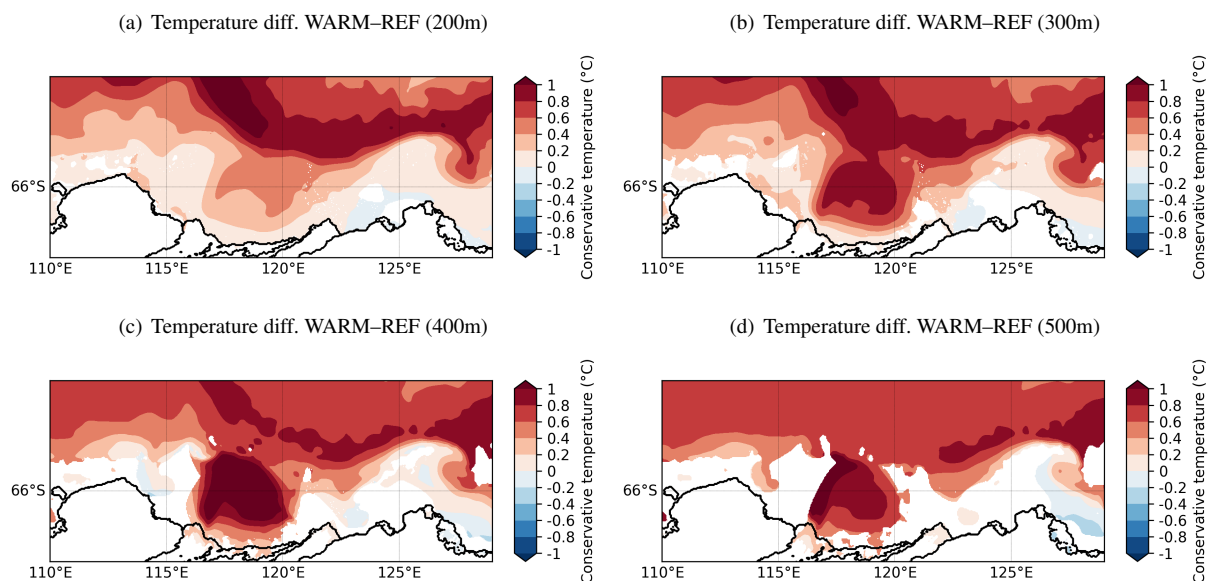 (a) Temperature diff. WARM–REF (200m)
(b) Temperature diff. WARM–REF (300m)
66°S
110°E 115°E 120°E 125°E
1
0.8
0.6
0.4
0.2
0
-0.2
-0.4
-0.6
-0.8
-1
Conservative temperature (°C)
66°S
110°E 115°E 120°E 125°E
1
0.8
0.6
0.4
0.2
0
-0.2
-0.4
-0.6
-0.8
-1
Conservative temperature (°C)
(c) Temperature diff. WARM–REF (400m)
(d) Temperature diff. WARM–REF (500m)
66°S
110°E 115°E 120°E 125°E
1
0.8
0.6
0.4
0.2
0
-0.2
-0.4
-0.6
-0.8
-1
Conservative temperature (°C)
66°S
110°E 115°E 120°E 125°E
1
0.8
0.6
0.4
0.2
0
-0.2
-0.4
-0.6
-0.8
-1
Conservative temperature (°C)